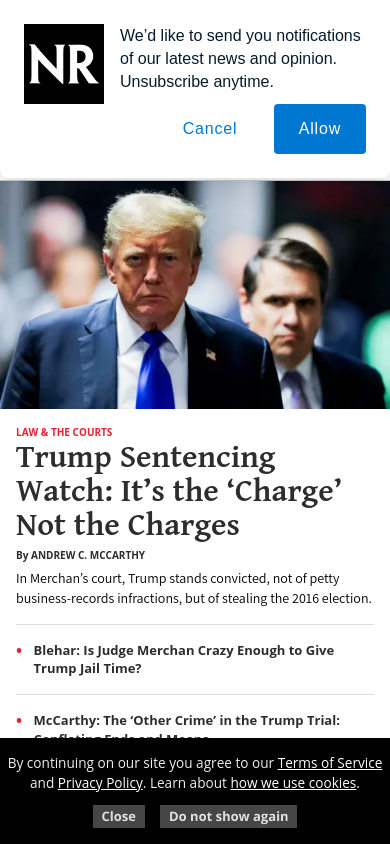 NR
We’d like to send you notifications
of our latest news and opinion.
Unsubscribe anytime.
Cancel
Allow
LAW & THE COURTS
Trump Sentencing
Watch: It’s the ‘Charge’
Not the Charges
By ANDREW C. MCCARTHY
In Merchan’s court, Trump stands convicted, not of petty
business-records infractions, but of stealing the 2016 election.
• Blehar: Is Judge Merchan Crazy Enough to Give
Trump Jail Time?
• McCarthy: The ‘Other Crime’ in the Trump Trial:
Conflating Ends and Means
By continuing on our site you agree to our Terms of Service
and Privacy Policy. Learn about how we use cookies.
Close
Do not show again